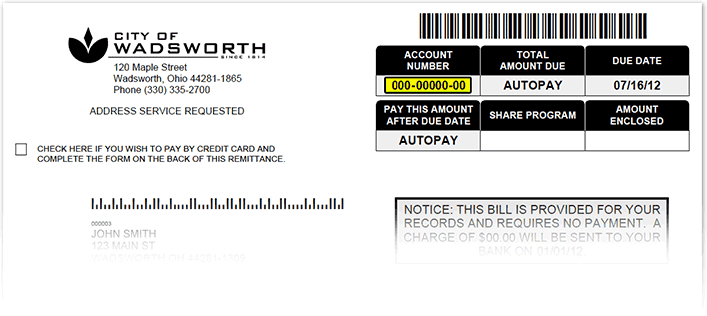 CITY OF
WADSWORTH
SINCE 1814
120 Maple Street
Wadsworth, Ohio 44281-1865
Phone (330) 335-2700
ADDRESS SERVICE REQUESTED
CHECK HERE IF YOU WISH TO PAY BY CREDIT CARD AND
COMPLETE THE FORM ON THE BACK OF THIS REMITTANCE.
ACCOUNT NUMBER
TOTAL AMOUNT DUE
DUE DATE
000-00000-00
AUTOPAY
07/16/12
PAY THIS AMOUNT AFTER DUE DATE
SHARE PROGRAM
AMOUNT ENCLOSED
AUTOPAY
000003
JOHN SMITH
123 MAIN ST
WADSWORTH OH
NOTICE: THIS BILL IS PROVIDED FOR YOUR
RECORDS AND REQUIRES NO PAYMENT. A
CHARGE OF $00.00 WILL BE SENT TO YOUR
BANK ON 01/01/12.